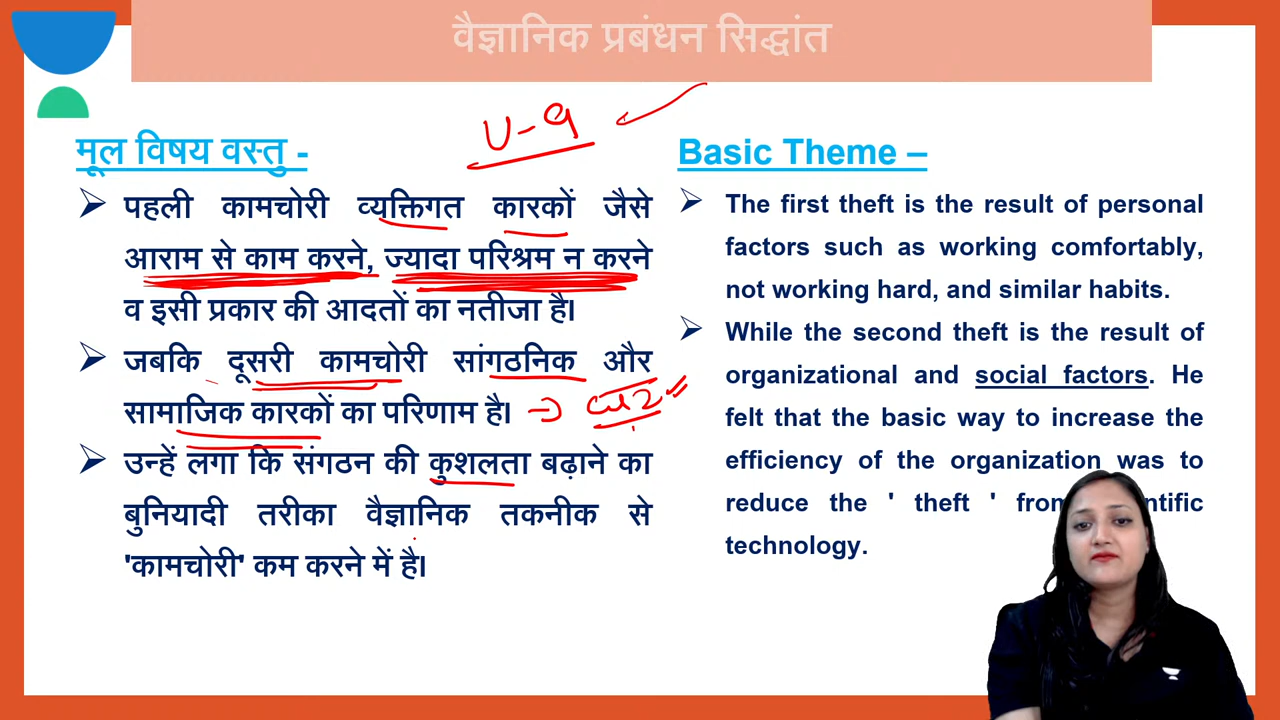 वैज्ञानिक प्रबंधन सिद्धांत
U-9
मूल विषय वस्तु -
पहली कामचोरी व्यक्तिगत कारकों जैसे
आराम से काम करने, ज्यादा परिश्रम न करने
व इसी प्रकार की आदतों का नतीजा है।
जबकि दूसरी कामचोरी सांगठनिक और
सामाजिक कारकों का परिणाम है।
उन्हें लगा कि संगठन की कुशलता बढ़ाने का
बुनियादी तरीका वैज्ञानिक तकनीक से
'कामचोरी' कम करने में है।
Basic Theme –
The first theft is the result of personal
factors such as working comfortably,
not working hard, and similar habits.
While the second theft is the result of
organizational and social factors. He
felt that the basic way to increase the
efficiency of the organization was to
reduce the ' theft ' from
technology.